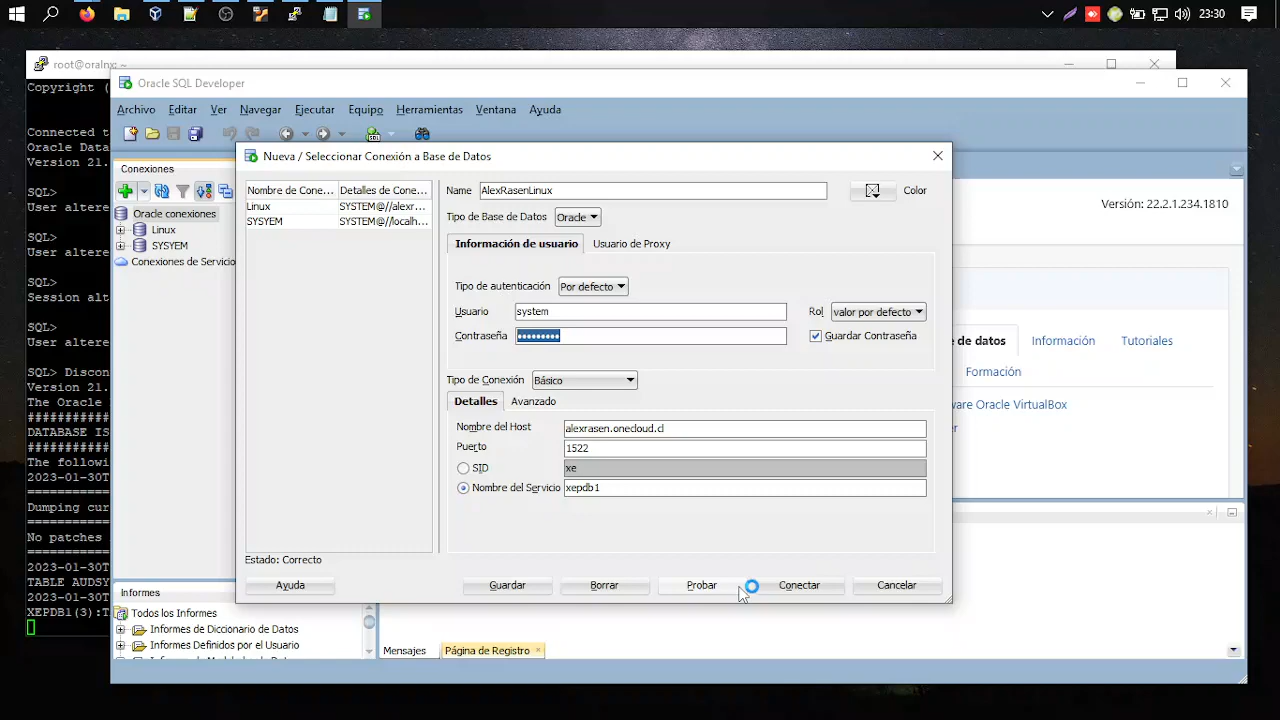 23:30
root@oralnx: ~
Copyright (
Connected t
Oracle Data
Version 21.
SQL>
User altere
SQL>
User altere
SQL>
Session alt
SQL>
User altere
SQL> Discon
Version 21.
The Oracle
###########
DATABASE IS
###########
The followi
2023-01-30T
===========
Dumping cur
===========
No patches
===========
2023-01-30T
TABLE AUDSY
2023-01-30T
XEPDB1(3):T
Oracle SQL Developer
Archivo Editar Ver Navegar Ejecutar Equipo Herramientas Ventana Ayuda
Conexiones
Oracle conexiones
Linux
SYSYEM
Conexiones de Servicio
Informes
Todos los Informes
Informes de Diccionario de Datos
Informes Definidos por el Usuario
Nueva / Seleccionar Conexión a Base de Datos
Nombre de Cone... Detalles de Cone...
Linux SYSTEM@//alexr...
SYSYEM SYSTEM@//localh...
Name AlexRasenLinux Color
Tipo de Base de Datos Oracle
Información de usuario Usuario de Proxy
Tipo de autenticación Por defecto
Usuario system Rol valor por defecto
Contraseña ••••••••• Guardar Contraseña
Tipo de Conexión Básico
Detalles Avanzado
Nombre del Host alexrasen.onecloud.cl
Puerto 1522
SID xe
Nombre del Servicio xepdb1
Estado: Correcto
Ayuda Guardar Borrar Probar Conectar Cancelar
Versión: 22.2.1.234.1810
e de datos Información Tutoriales
Formación
ware Oracle VirtualBox
Mensajes Página de Registro